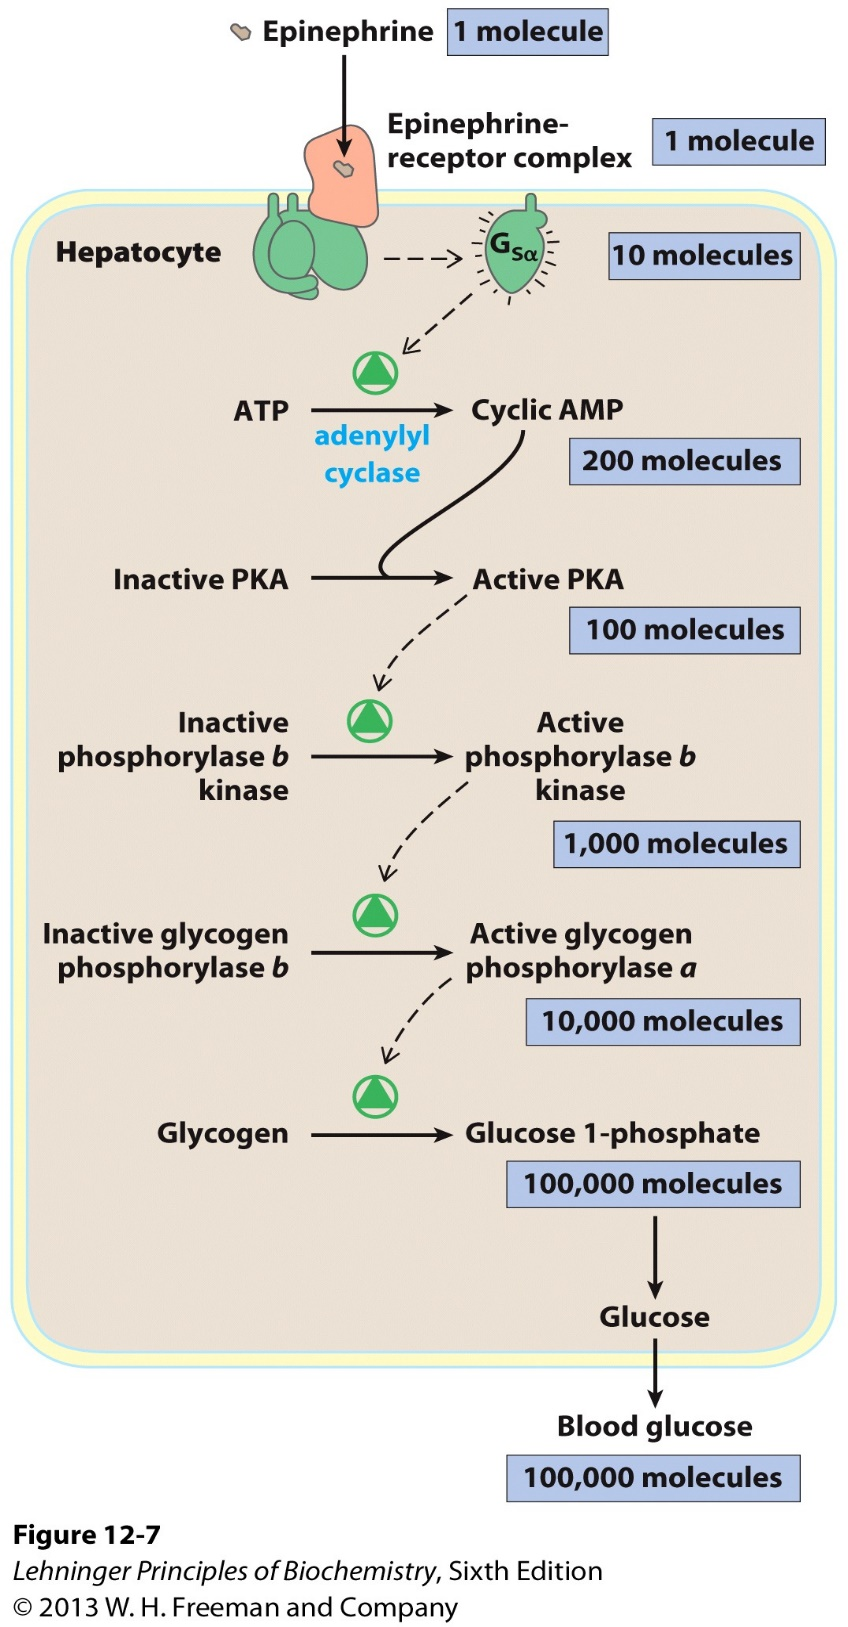 Epinephrine 1 molecule
Epinephrine-
receptor complex
1 molecule
Hepatocyte
GSα
10 molecules
ATP
Cyclic AMP
adenylyl
cyclase
200 molecules
Inactive PKA
Active PKA
100 molecules
Inactive
phosphorylase b
kinase
Active
phosphorylase b
kinase
1,000 molecules
Inactive glycogen
phosphorylase b
Active glycogen
phosphorylase a
10,000 molecules
Glycogen
Glucose 1-phosphate
100,000 molecules
Glucose
Blood glucose
100,000 molecules
Figure 12-7
Lehninger Principles of Biochemistry, Sixth Edition
© 2013 W. H. Freeman and Company